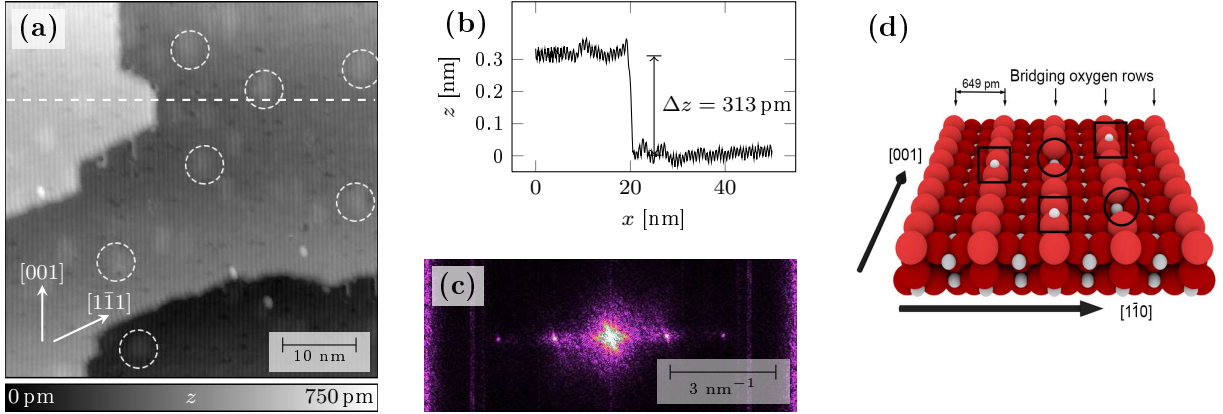 (a)
[001]
[11̄1]
10 nm
0 pm z 750 pm
(b)
z [nm]
0.3
0.2
0.1
0
Δz = 313 pm
0 20 40
x [nm]
(c)
3 nm⁻¹
(d)
649 pm
Bridging oxygen rows
[001]
[11̄0]